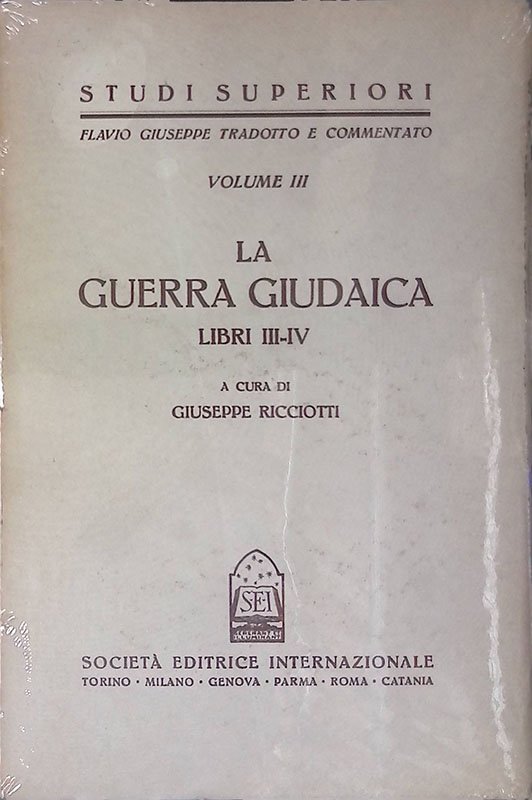 STUDI SUPERIORI
FLAVIO GIUSEPPE TRADOTTO E COMMENTATO
VOLUME III
LA
GUERRA GIUDAICA
LIBRI III-IV
A CURA DI
GIUSEPPE RICCIOTTI
S·E·I
SOCIETÀ EDITRICE INTERNAZIONALE
TORINO · MILANO · GENOVA · PARMA · ROMA · CATANIA